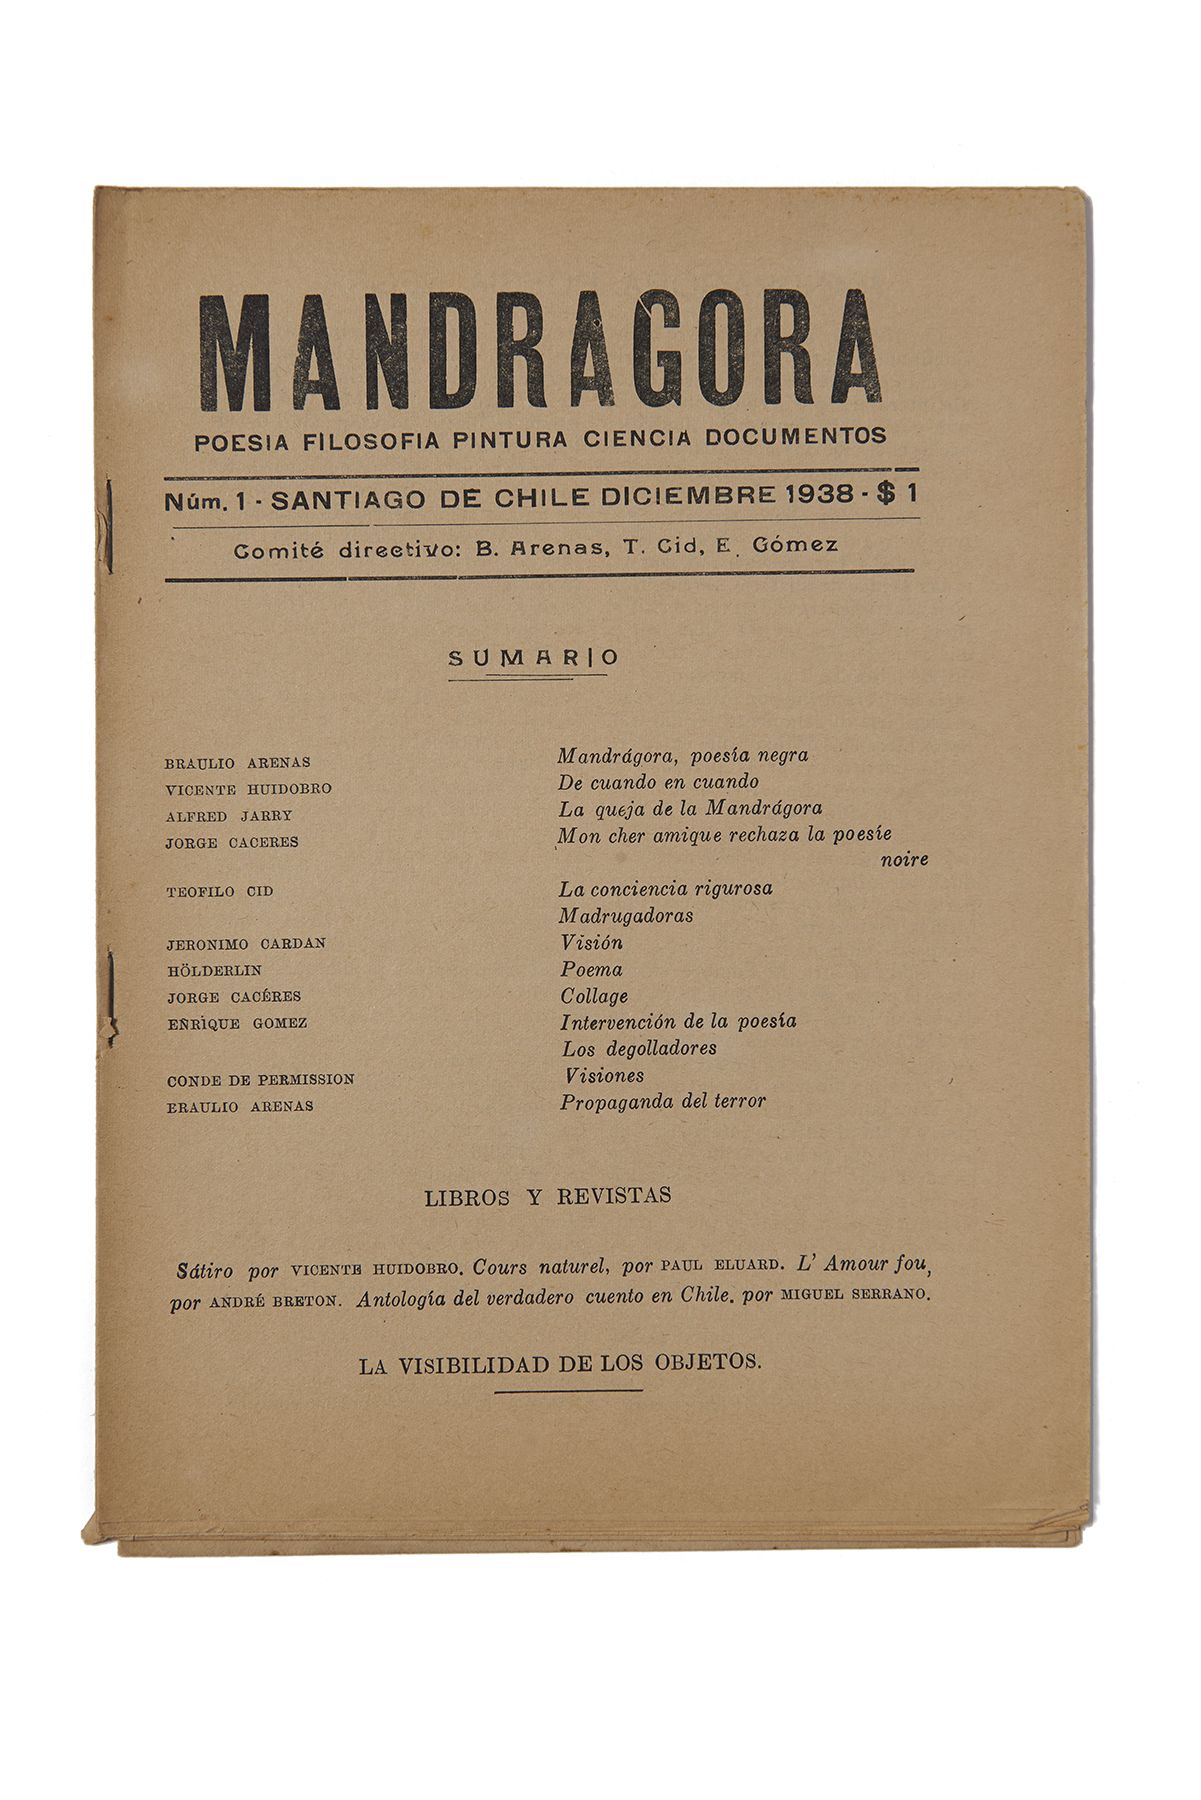 MANDRAGORA
POESIA FILOSOFIA PINTURA CIENCIA DOCUMENTOS
Núm. 1 - SANTIAGO DE CHILE DICIEMBRE 1938 - $ 1
Comité directivo: B. Arenas, T. Cid, E. Gómez
SUMARIO
BRAULIO ARENAS Mandrágora, poesía negra
VICENTE HUIDOBRO De cuando en cuando
ALFRED JARRY La queja de la Mandrágora
JORGE CACERES Mon cher amique rechaza la poesíe
noire
TEOFILO CID La conciencia rigurosa
Madrugadoras
JERONIMO CARDAN Visión
HÖLDERLIN Poema
JORGE CACÉRES Collage
ENRÌQUE GOMEZ Intervención de la poesía
Los degolladores
CONDE DE PERMISSION Visiones
BRAULIO ARENAS Propaganda del terror
LIBROS Y REVISTAS
Sátiro por VICENTE HUIDOBRO. Cours naturel, por PAUL ELUARD. L' Amour fou,
por ANDRÉ BRETON. Antología del verdadero cuento en Chile. por MIGUEL SERRANO.
LA VISIBILIDAD DE LOS OBJETOS.